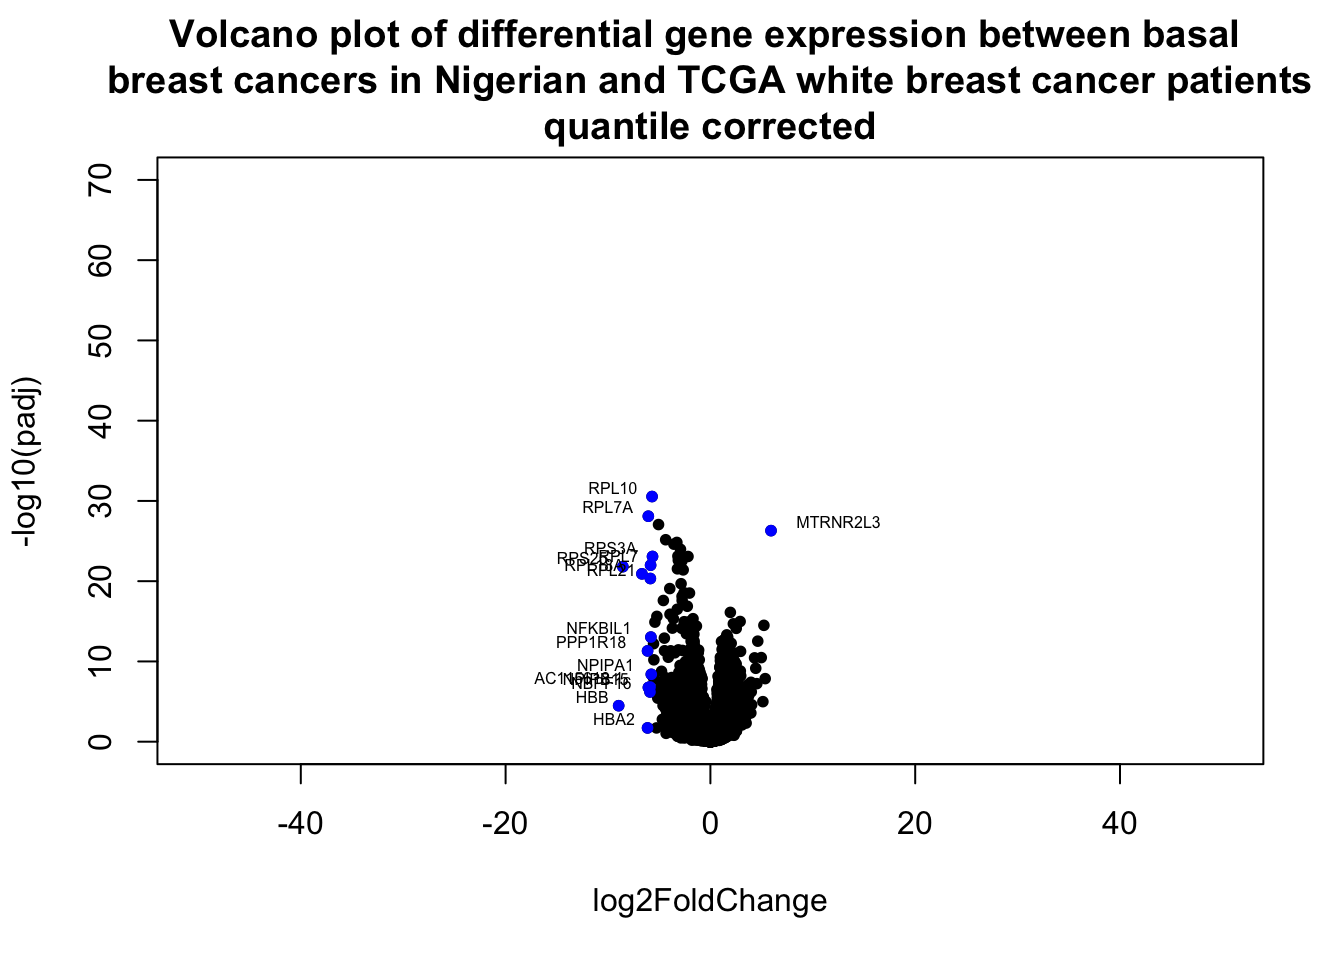 Volcano plot of differential gene expression between basal
breast cancers in Nigerian and TCGA white breast cancer patients
quantile corrected
-log10(padj)
70
60
50
40
30
20
10
0
RPL10
RPL7A
MTRNR2L3
RPS3A
RPL7
RPL21
NFKBIL1
PPP1R18
NPIPA1
NBPF16
HBB
HBA2
-40
-20
0
20
40
log2FoldChange